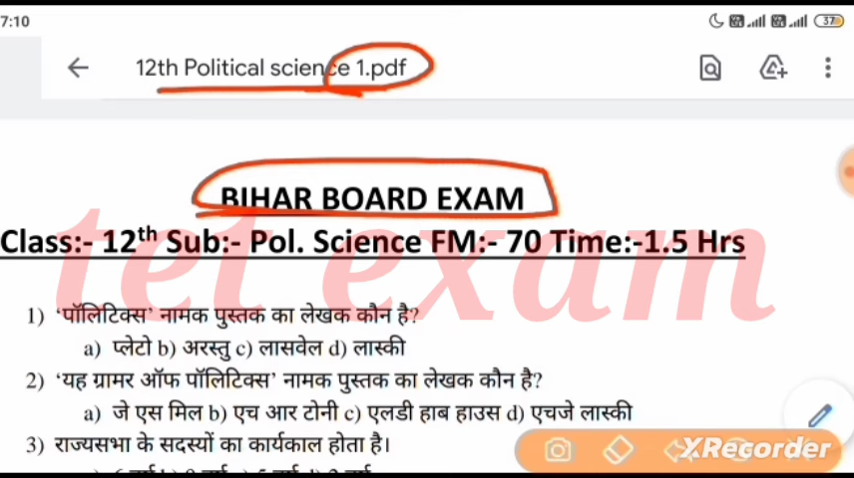 7:10
37
12th Political science 1.pdf
BIHAR BOARD EXAM
Class:- 12th Sub:- Pol. Science FM:- 70 Time:-1.5 Hrs
tet exam
1) ‘पॉलिटिक्स’ नामक पुस्तक का लेखक कौन है?
a) प्लेटो b) अरस्तु c) लासवेल d) लास्की
2) ‘यह ग्रामर ऑफ पॉलिटिक्स’ नामक पुस्तक का लेखक कौन है?
a) जे एस मिल b) एच आर टोनी c) एलडी हाब हाउस d) एचजे लास्की
3) राज्यसभा के सदस्यों का कार्यकाल होता है।
XRecorder